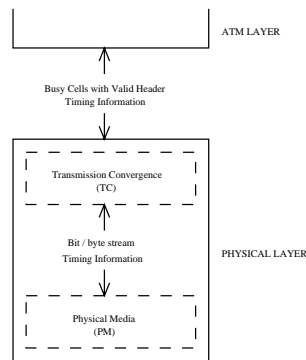 ATM LAYER
Busy Cells with Valid Header
Timing Information
Transmission Convergence
(TC)
Bit / byte stream
Timing Information
PHYSICAL LAYER
Physical Media
(PM)